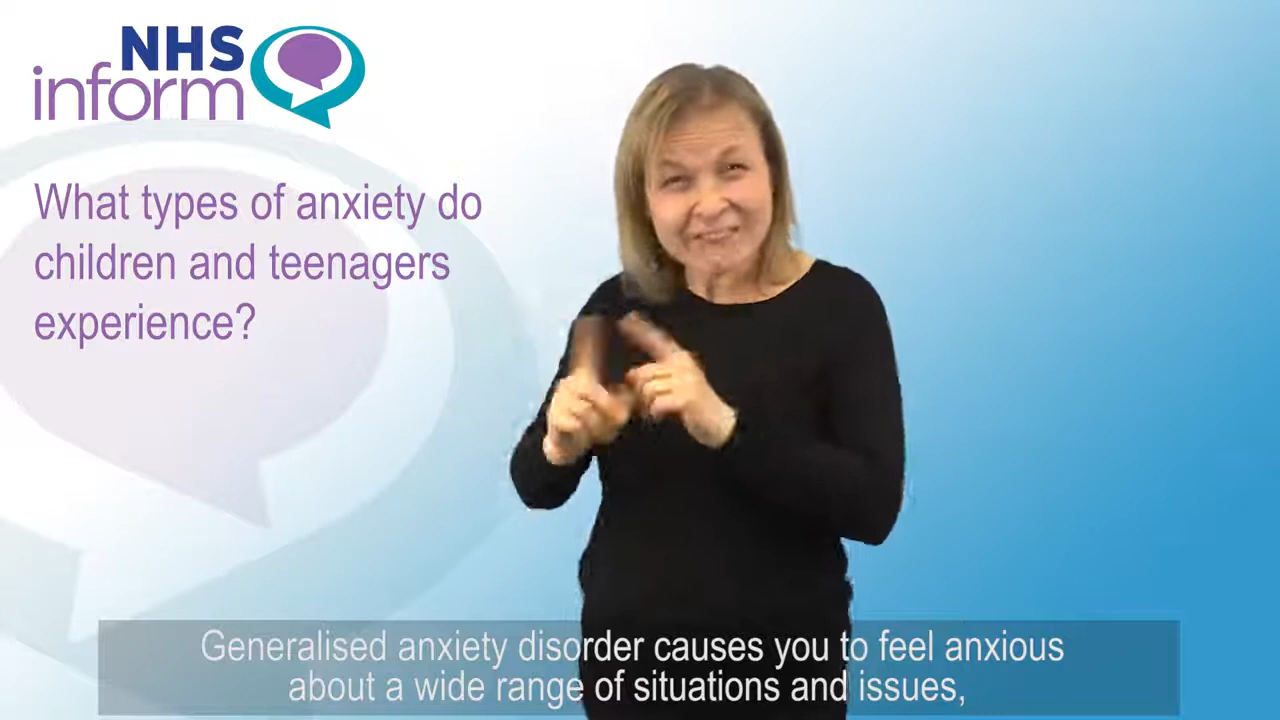 NHS
inform
What types of anxiety do
children and teenagers
experience?
Generalised anxiety disorder causes you to feel anxious
about a wide range of situations and issues,